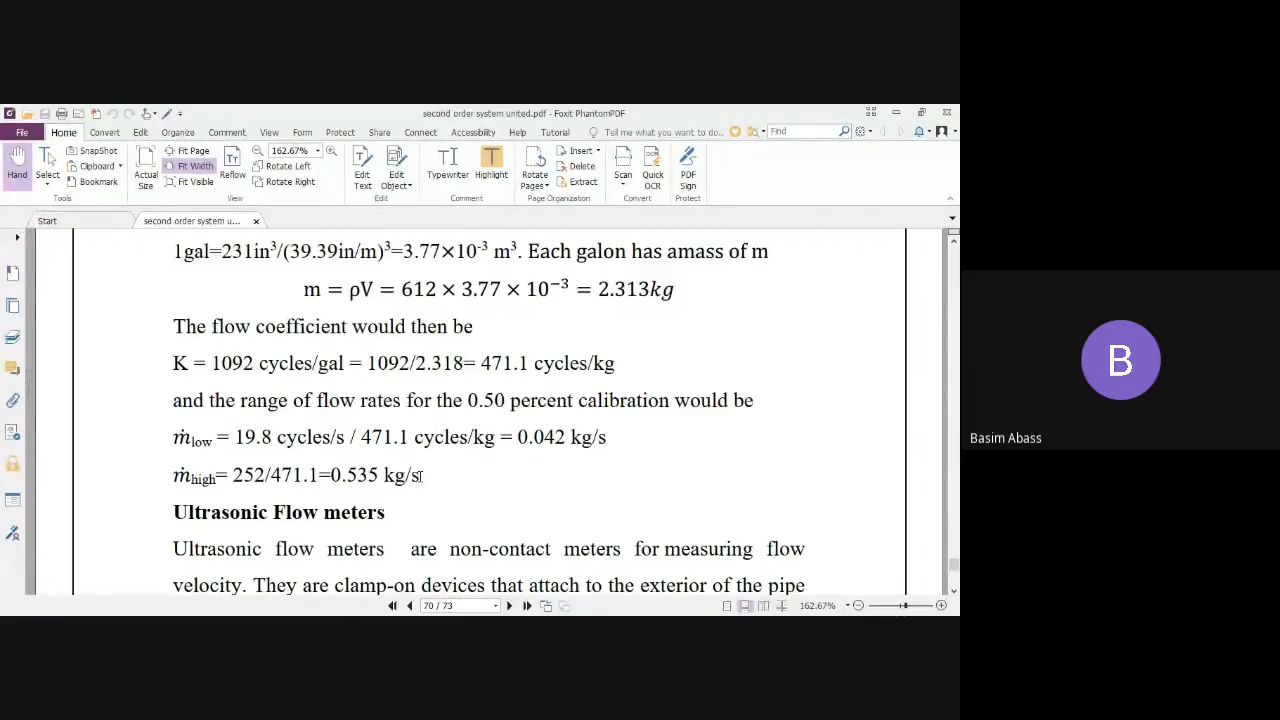 second order system united.pdf - Foxit PhantomPDF
File Home Convert Edit Organize Comment View Form Protect Share Connect Accessibility Help Tutorial Tell me what you want to do.. Find
Hand
Select
SnapShot
Clipboard
Bookmark
Actual Size
Fit Page
Fit Width
Fit Visible
Reflow
162.67%
Rotate Left
Rotate Right
Edit Text
Edit Object
Typewriter
Highlight
Rotate Pages
Insert
Delete
Extract
Scan
Quick OCR
PDF Sign
Tools View Edit Comment Page Organization Convert Protect
Start second order system u...
1gal=231in³/(39.39in/m)³=3.77×10⁻³ m³. Each galon has amass of m
m = ρV = 612 × 3.77 × 10⁻³ = 2.313kg
The flow coefficient would then be
K = 1092 cycles/gal = 1092/2.318= 471.1 cycles/kg
and the range of flow rates for the 0.50 percent calibration would be
ṁlow = 19.8 cycles/s / 471.1 cycles/kg = 0.042 kg/s
ṁhigh= 252/471.1=0.535 kg/s
Ultrasonic Flow meters
Ultrasonic flow meters are non-contact meters for measuring flow
velocity. They are clamp-on devices that attach to the exterior of the pipe
70 / 73
162.67%
B
Basim Abass